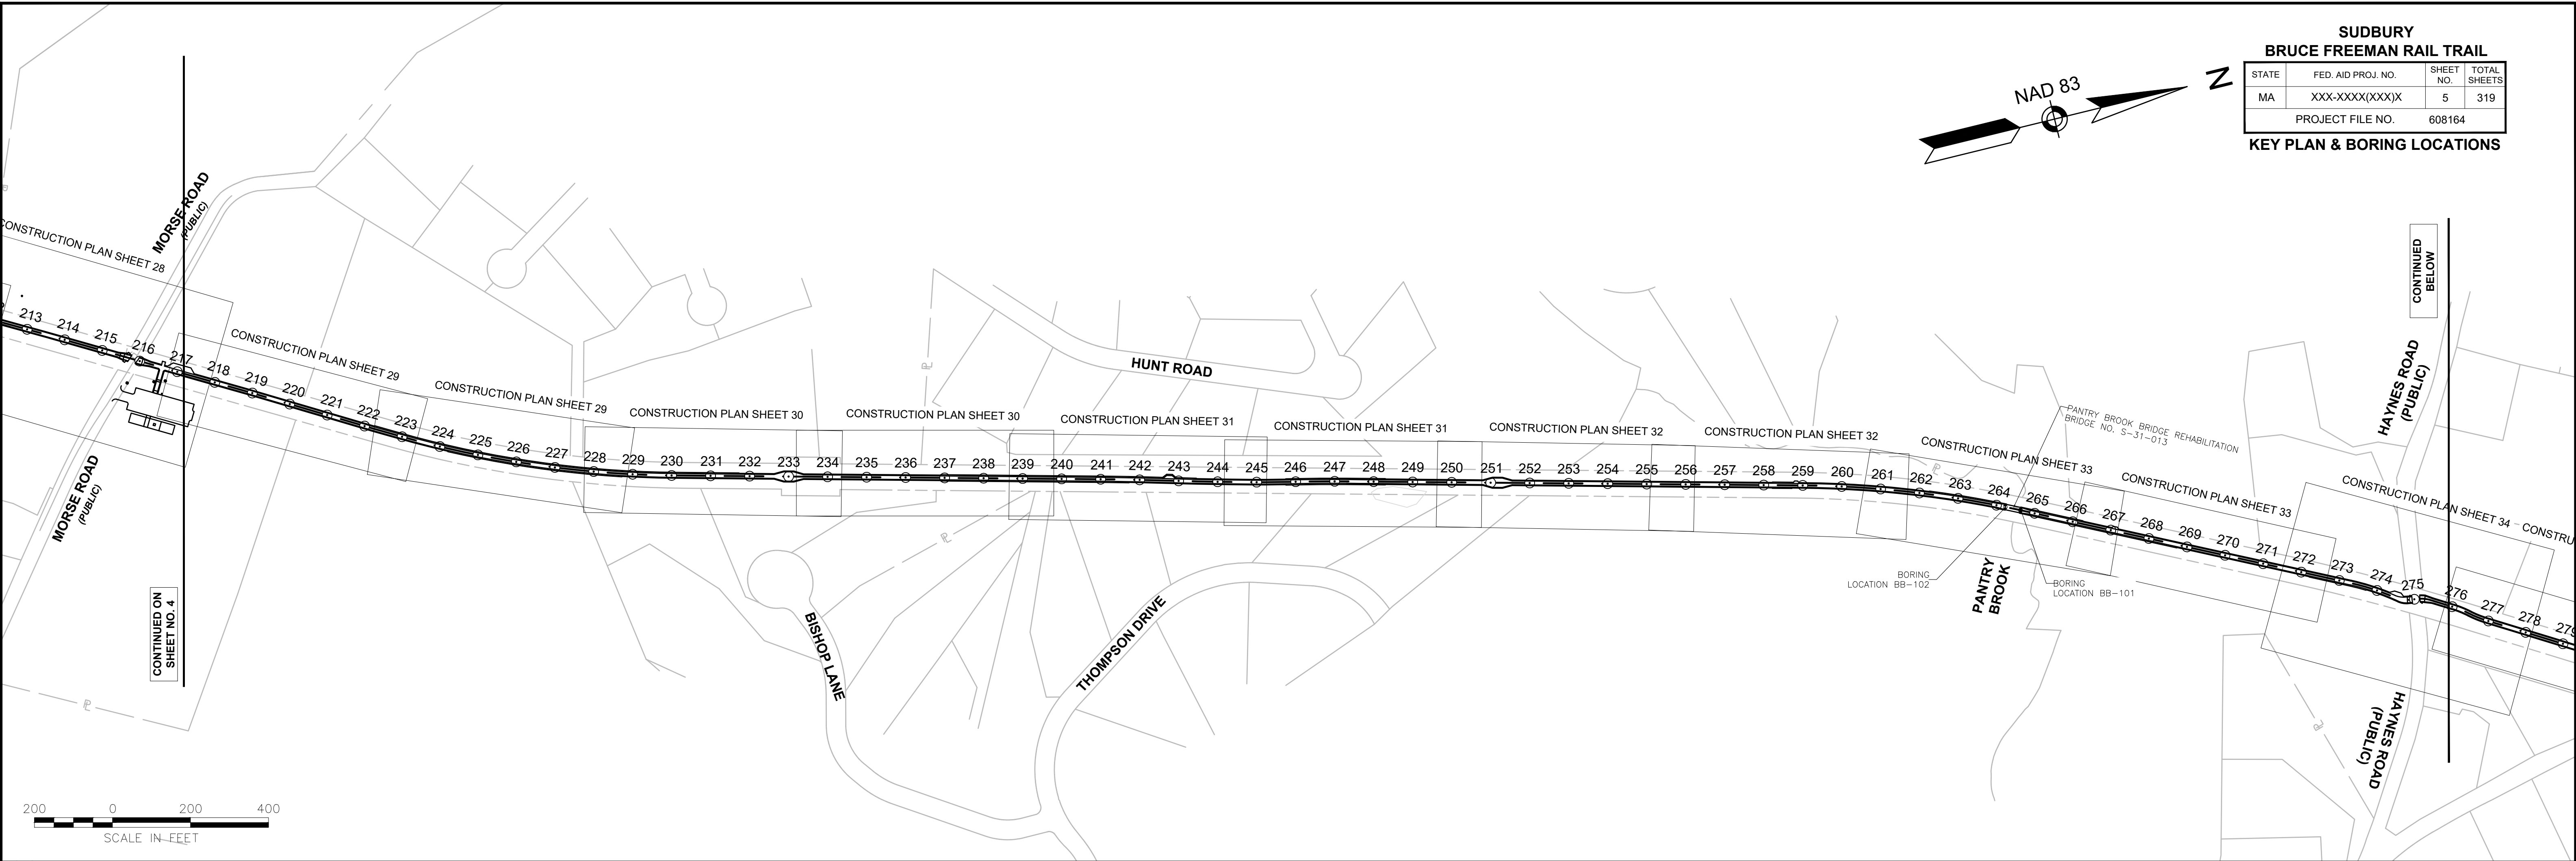 SUDBURY
BRUCE FREEMAN RAIL TRAIL
STATE FED. AID PROJ. NO. SHEET NO. TOTAL SHEETS
MA XXX-XXXX(XXX)X 5 319
PROJECT FILE NO. 608164
KEY PLAN & BORING LOCATIONS
NAD 83
N
MORSE ROAD
(PUBLIC)
CONSTRUCTION PLAN SHEET 28
CONSTRUCTION PLAN SHEET 29
CONSTRUCTION PLAN SHEET 29
CONSTRUCTION PLAN SHEET 30
CONSTRUCTION PLAN SHEET 30
CONSTRUCTION PLAN SHEET 31
CONSTRUCTION PLAN SHEET 31
CONSTRUCTION PLAN SHEET 32
CONSTRUCTION PLAN SHEET 32
CONSTRUCTION PLAN SHEET 33
CONSTRUCTION PLAN SHEET 33
CONSTRUCTION PLAN SHEET 34
HUNT ROAD
CONTINUED
BELOW
HAYNES ROAD
(PUBLIC)
PANTRY BROOK BRIDGE REHABILITATION
BRIDGE NO. S-31-013
213 214 215 216 217 218 219 220 221 222 223 224 225 226 227 228 229 230 231 232 233 234 235 236 237 238 239 240 241 242 243 244 245 246 247 248 249 250 251 252 253 254 255 256 257 258 259 260 261 262 263 264 265 266 267 268 269 270 271 272 273 274 275 276 277 278 279
MORSE ROAD
(PUBLIC)
CONTINUED ON
SHEET NO. 4
BISHOP LANE
THOMPSON DRIVE
BORING
LOCATION BB-102
PANTRY
BROOK
BORING
LOCATION BB-101
HAYNES ROAD
(PUBLIC)
200 0 200 400
SCALE IN FEET